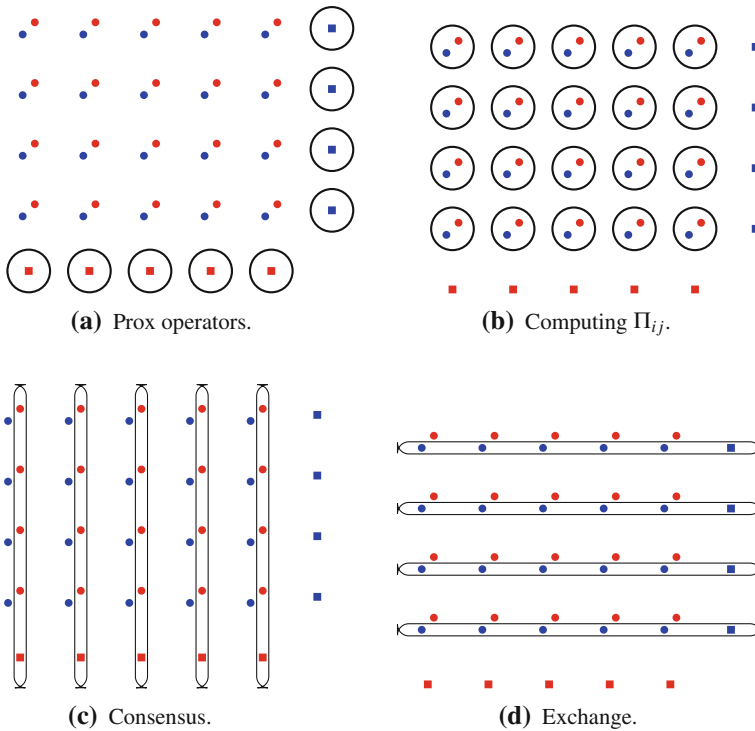 (a) Prox operators.
(b) Computing Π_{ij}.
(c) Consensus.
(d) Exchange.